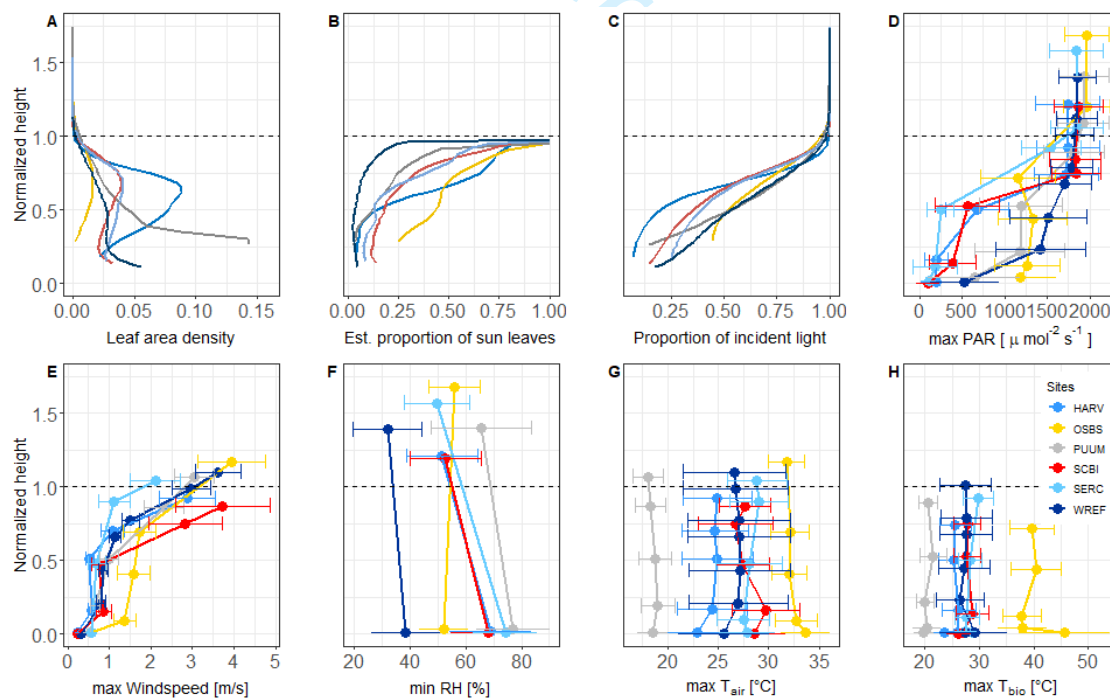 A
B
C
D
Normalized height
1.5
1.0
0.5
0.0
0.00 0.05 0.10 0.15
0.00 0.25 0.50 0.75 1.00
0.00 0.25 0.50 0.75 1.00
0 500 1000 1500 2000
Leaf area density
Est. proportion of sun leaves
Proportion of incident light
max PAR [ μ mol⁻² s⁻¹]
E
F
G
H
Normalized height
1.5
1.0
0.5
0.0
Sites
HARV
OSBS
PUUM
SCBI
SERC
WREF
0 1 2 3 4 5
20 40 60 80
20 25 30 35
20 30 40 50
max Windspeed [m/s]
min RH [%]
max Tair [°C]
max Tbio [°C]